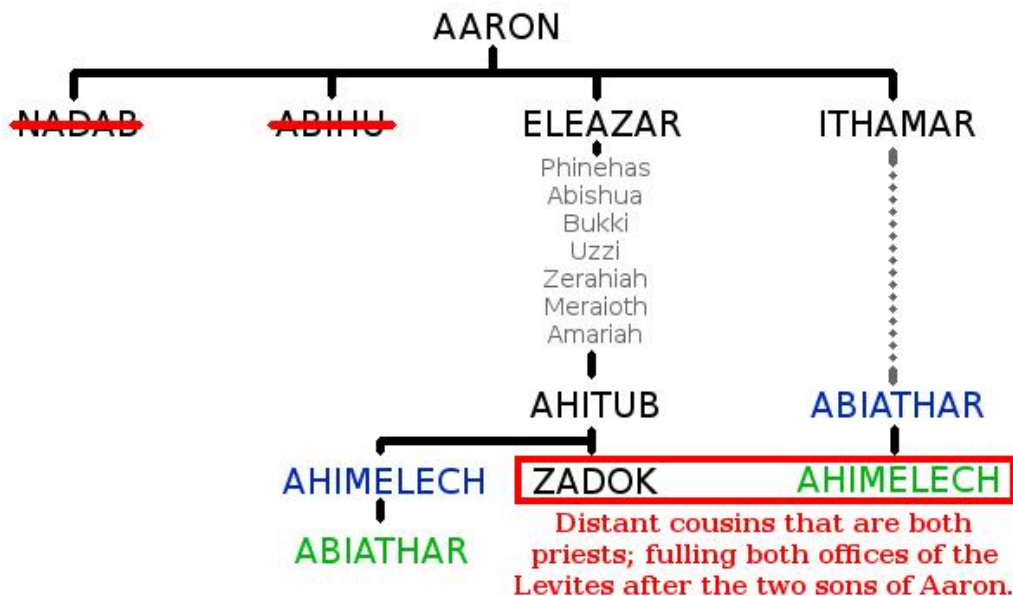 AARON
NADAB ABIHU ELEAZAR ITHAMAR
Phinehas
Abishua
Bukki
Uzzi
Zerahiah
Meraioth
Amariah
AHITUB ABIATHAR
AHIMELECH ZADOK AHIMELECH
ABIATHAR
Distant cousins that are both
priests; fulling both offices of the
Levites after the two sons of Aaron.